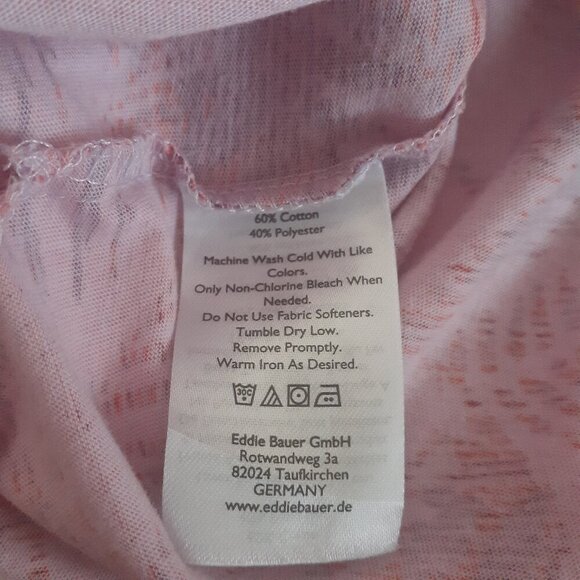 60% Cotton
40% Polyester
Machine Wash Cold With Like
Colors.
Only Non-Chlorine Bleach When
Needed.
Do Not Use Fabric Softeners.
Tumble Dry Low.
Remove Promptly.
Warm Iron As Desired.
30C
Eddie Bauer GmbH
Rotwandweg 3a
82024 Taufkirchen
GERMANY
www.eddiebauer.de